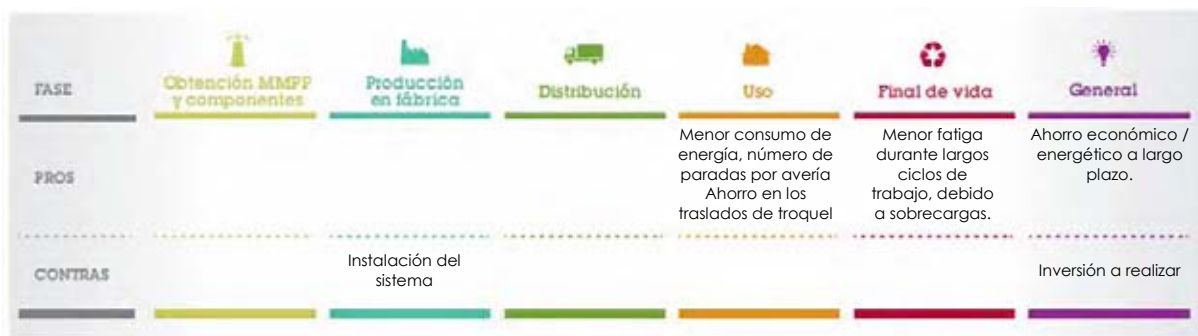 FASE
Obtención MMPP
y componentes
Producción
en fábrica
Distribución
Uso
Final de vida
General
PROS
Menor consumo de
energía, número de
paradas por avería
Ahorro en los
traslados de troquel
Menor fatiga
durante largos
ciclos de
trabajo, debido
a sobrecargas.
Ahorro económico /
energético a largo
plazo.
CONTRAS
Instalación del
sistema
Inversión a realizar